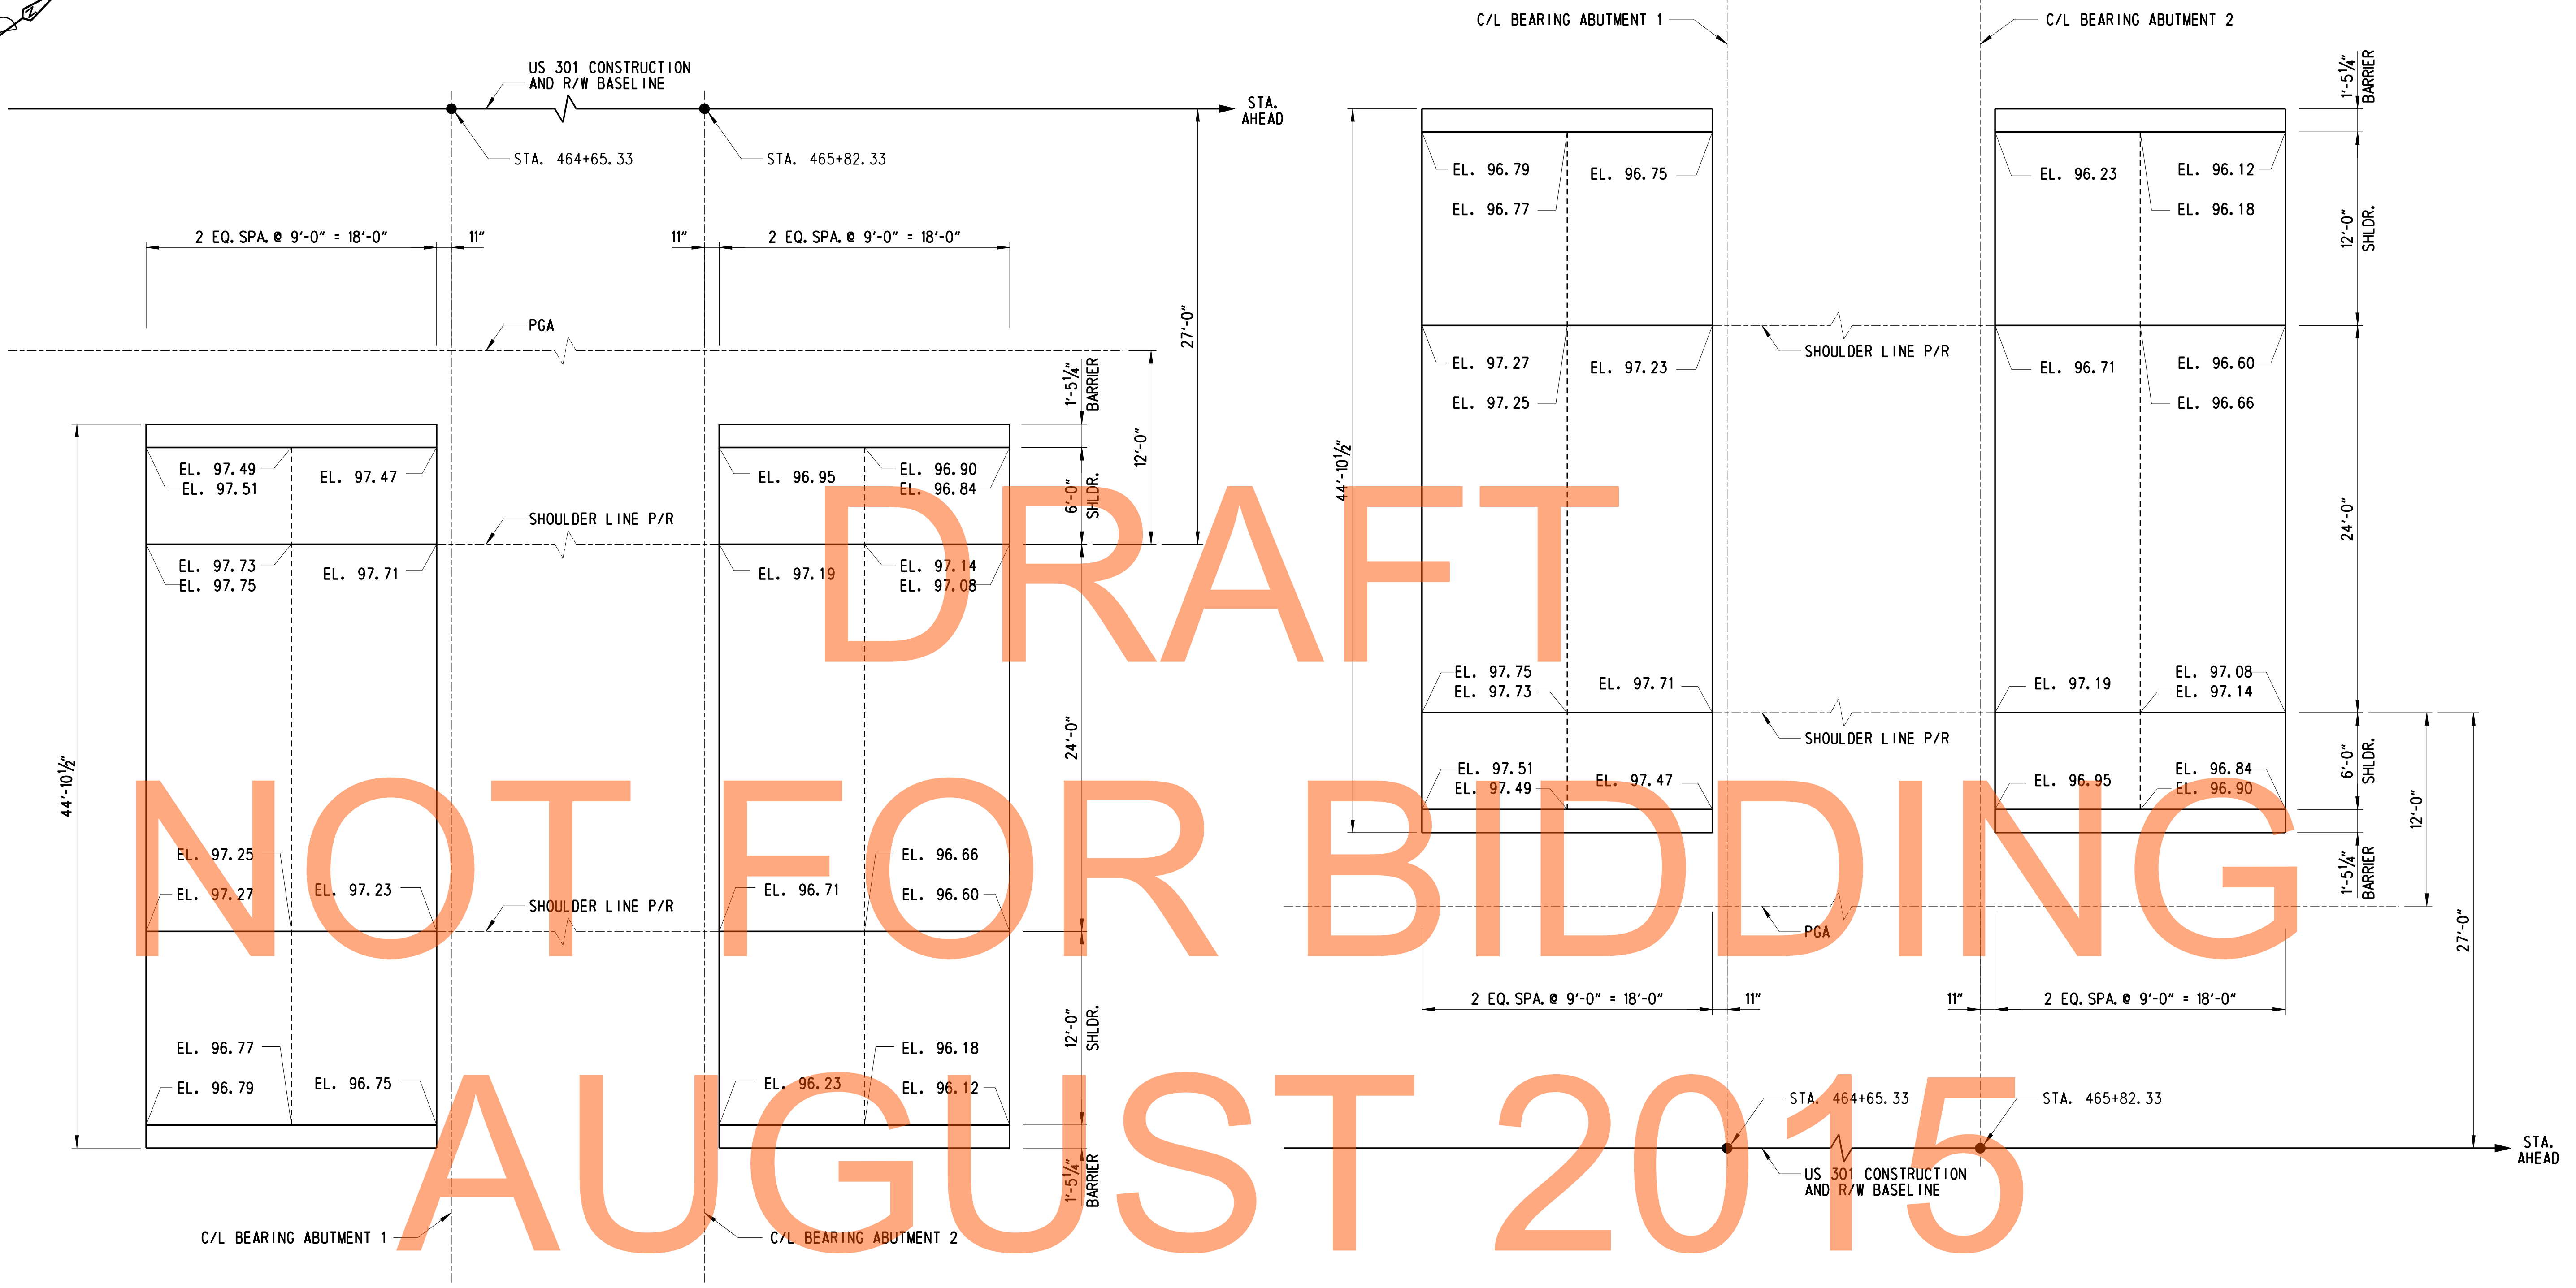 C/L BEARING ABUTMENT 1
C/L BEARING ABUTMENT 2
N
US 301 CONSTRUCTION
AND R/W BASELINE
STA.
AHEAD
STA. 464+65.33
STA. 465+82.33
2 EQ. SPA. @ 9'-0" = 18'-0"
11"
11"
2 EQ. SPA. @ 9'-0" = 18'-0"
27'-0"
PGA
1'-5¼"
BARRIER
12'-0"
6'-0"
SHLDR.
44'-10½"
EL. 97.49
EL. 97.51
EL. 97.47
EL. 96.95
EL. 96.90
EL. 96.84
SHOULDER LINE P/R
EL. 97.73
EL. 97.75
EL. 97.71
EL. 97.19
EL. 97.14
EL. 97.08
24'-0"
EL. 97.25
EL. 97.27
EL. 97.23
EL. 96.71
EL. 96.66
EL. 96.60
SHOULDER LINE P/R
12'-0"
SHLDR.
EL. 96.77
EL. 96.79
EL. 96.75
EL. 96.23
EL. 96.18
EL. 96.12
1'-5¼"
BARRIER
C/L BEARING ABUTMENT 1
C/L BEARING ABUTMENT 2
1'-5¼"
BARRIER
EL. 96.79
EL. 96.75
EL. 96.77
EL. 96.23
EL. 96.12
EL. 96.18
12'-0"
SHLDR.
SHOULDER LINE P/R
EL. 97.27
EL. 97.23
EL. 97.25
EL. 96.71
EL. 96.60
EL. 96.66
44'-10½"
24'-0"
EL. 97.75
EL. 97.73
EL. 97.71
EL. 97.19
EL. 97.08
EL. 97.14
SHOULDER LINE P/R
6'-0"
SHLDR.
EL. 97.51
EL. 97.49
EL. 97.47
EL. 96.95
EL. 96.84
EL. 96.90
12'-0"
1'-5¼"
BARRIER
PGA
27'-0"
2 EQ. SPA. @ 9'-0" = 18'-0"
11"
11"
2 EQ. SPA. @ 9'-0" = 18'-0"
STA. 464+65.33
STA. 465+82.33
STA.
AHEAD
US 301 CONSTRUCTION
AND R/W BASELINE
DRAFT
NOT FOR BIDDING
AUGUST 2015